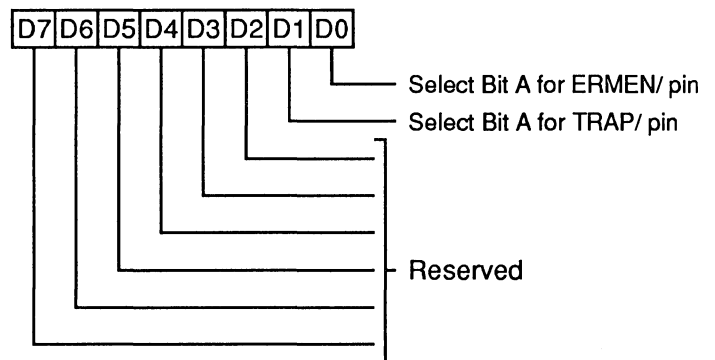 D7 D6 D5 D4 D3 D2 D1 D0
Select Bit A for ERMEN/ pin
Select Bit A for TRAP/ pin
Reserved